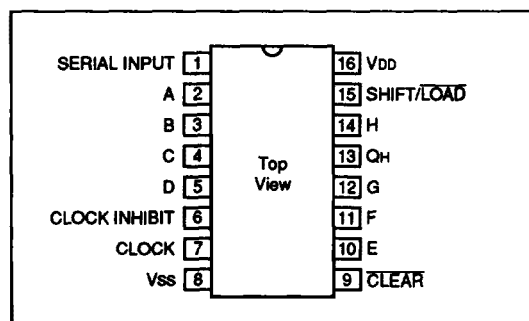 SERIAL INPUT 1 16 VDD
A 2 15 SHIFT/LOAD
B 3 14 H
C 4 13 QH
D 5 12 G
CLOCK INHIBIT 6 11 F
CLOCK 7 10 E
Vss 8 9 CLEAR
Top
View